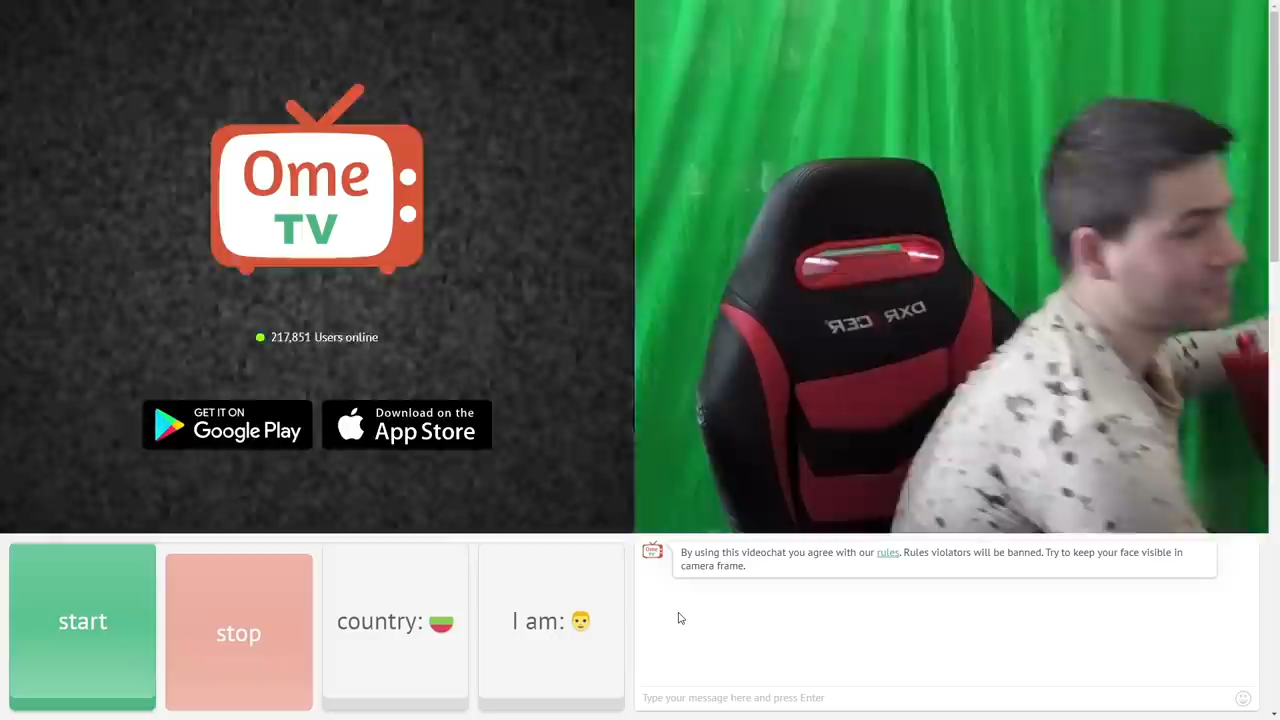 Ome
TV
217,851 Users online
GET IT ON
Google Play
Download on the
App Store
DXRACER
By using this videochat you agree with our rules. Rules violators will be banned. Try to keep your face visible in
camera frame.
start
stop
country:
I am:
Type your message here and press Enter